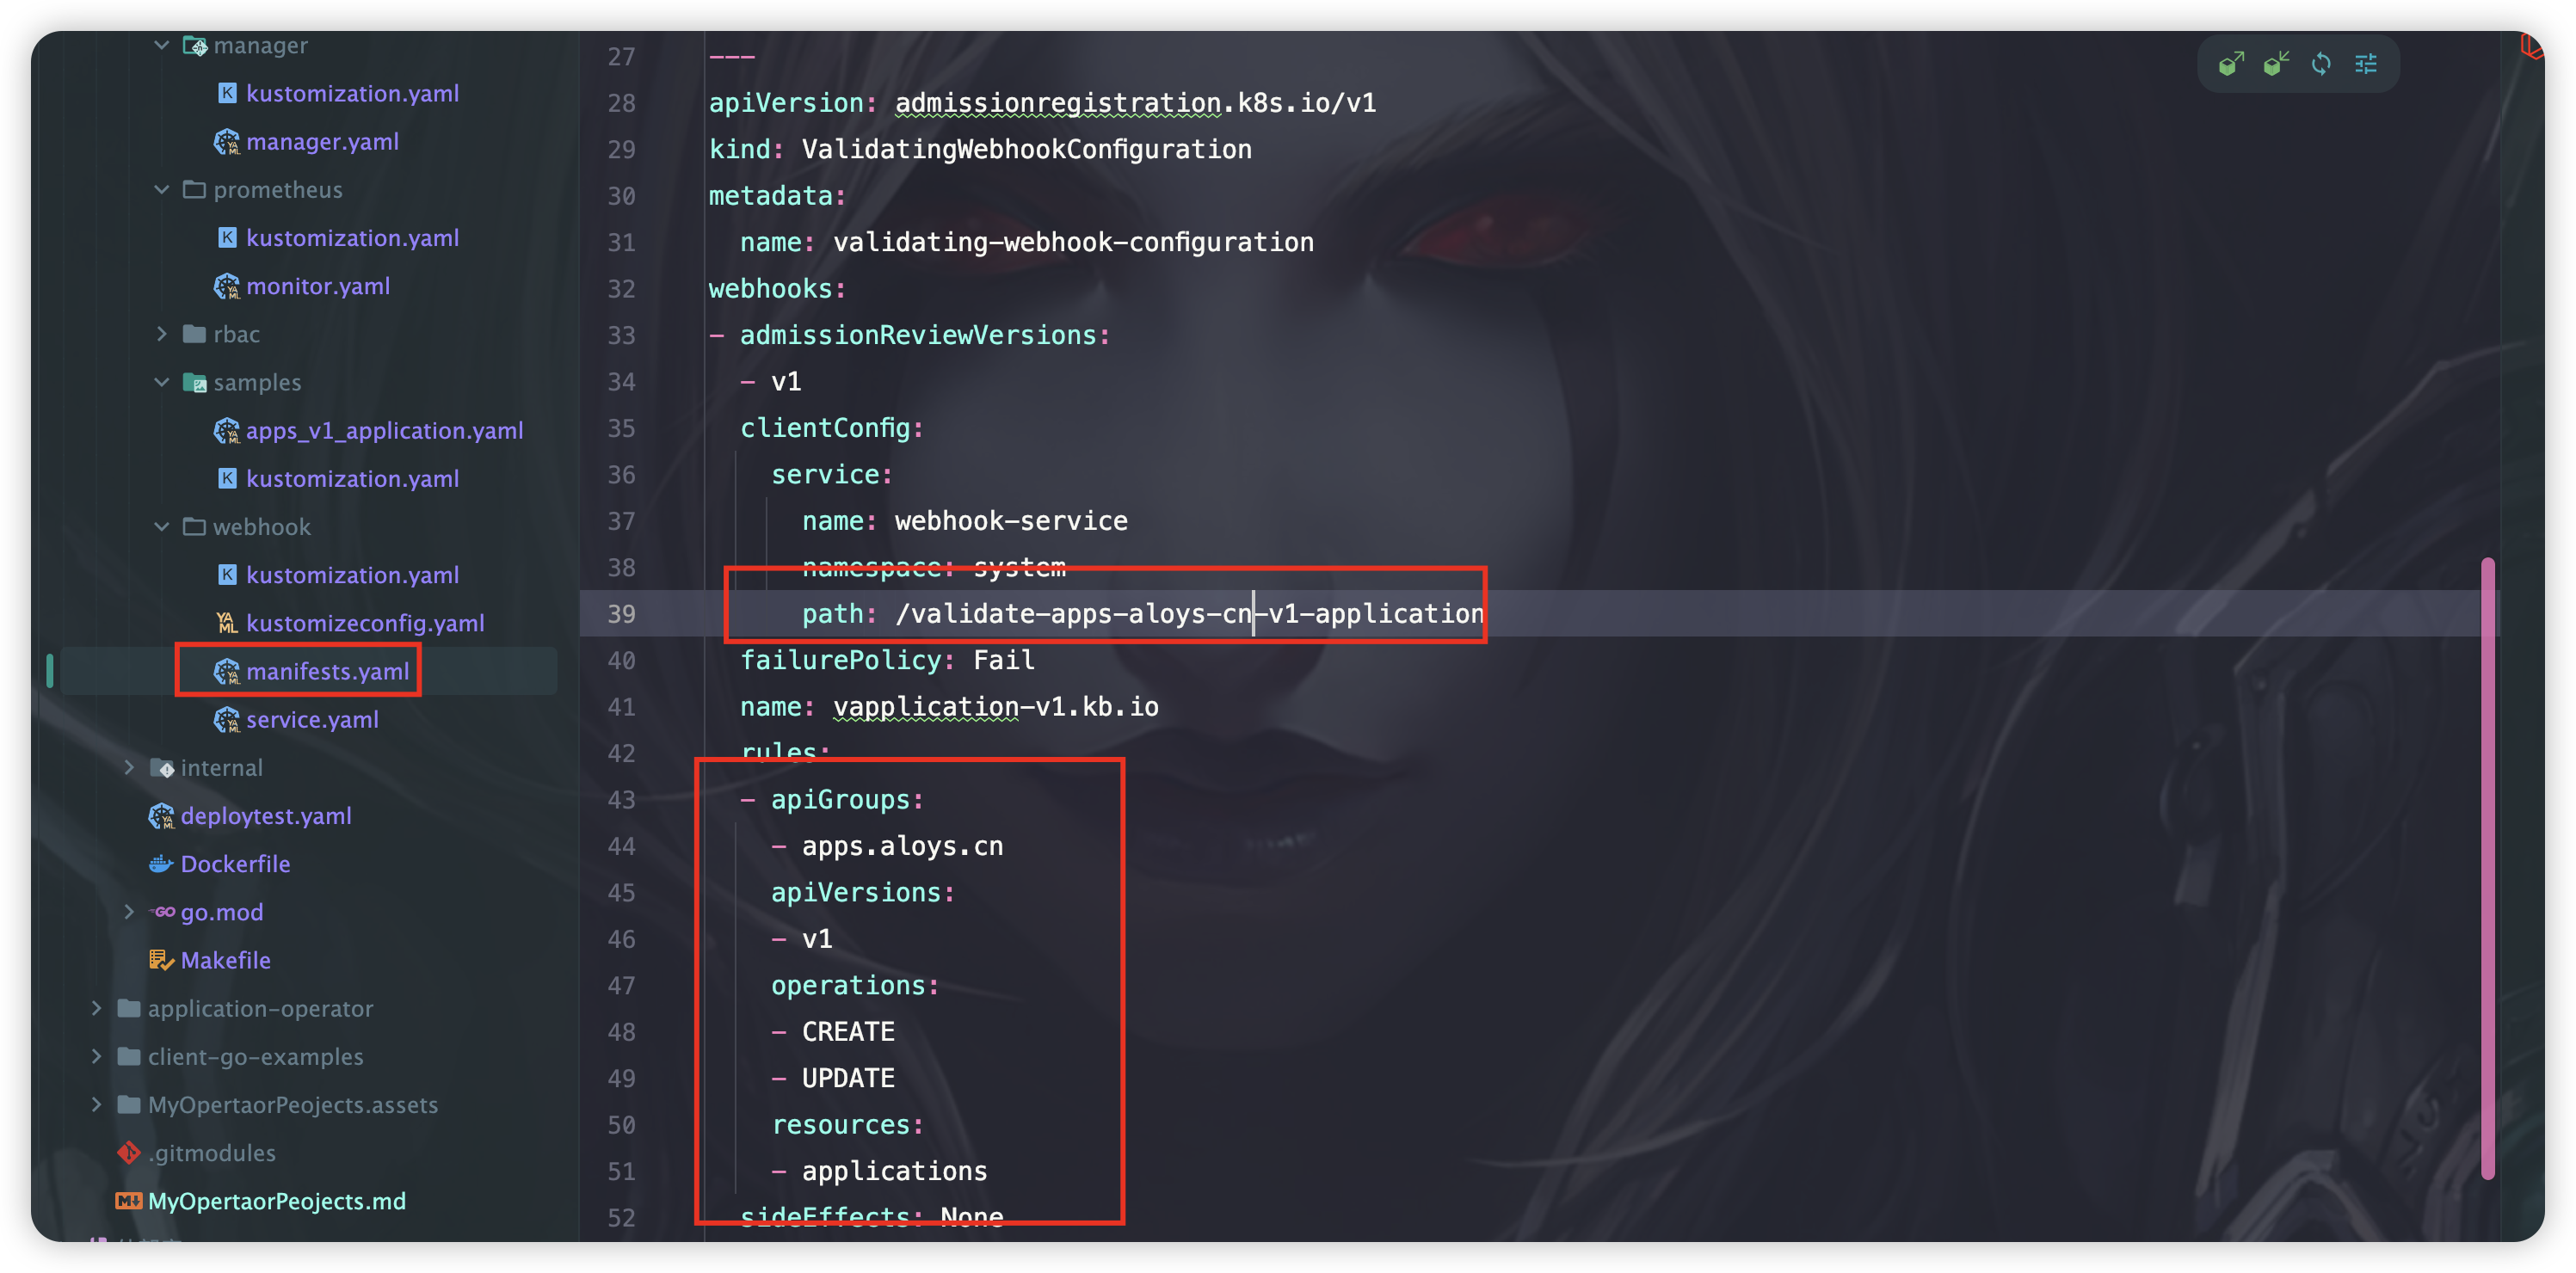 manager
kustomization.yaml
manager.yaml
prometheus
kustomization.yaml
monitor.yaml
rbac
samples
apps_v1_application.yaml
kustomization.yaml
webhook
kustomization.yaml
kustomizeconfig.yaml
manifests.yaml
service.yaml
internal
deploytest.yaml
Dockerfile
go.mod
Makefile
application-operator
client-go-examples
MyOpertaorPeojects.assets
.gitmodules
MyOpertaorPeojects.md
27 ---
28 apiVersion: admissionregistration.k8s.io/v1
29 kind: ValidatingWebhookConfiguration
30 metadata:
31   name: validating-webhook-configuration
32 webhooks:
33 - admissionReviewVersions:
34   - v1
35   clientConfig:
36     service:
37       name: webhook-service
38       namespace: system
39       path: /validate-apps-aloys-cn-v1-application
40   failurePolicy: Fail
41   name: vapplication-v1.kb.io
42   rules:
43   - apiGroups:
44     - apps.aloys.cn
45     apiVersions:
46     - v1
47     operations:
48     - CREATE
49     - UPDATE
50     resources:
51     - applications
52   sideEffects: None